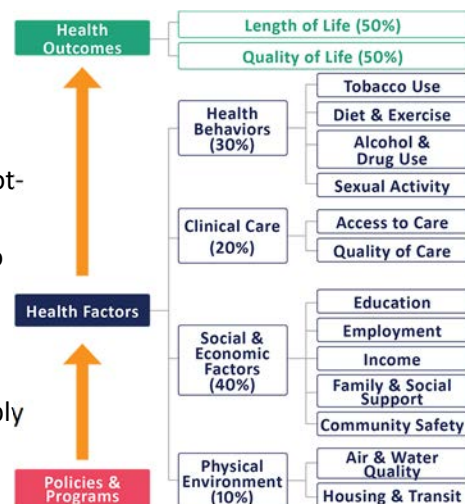 Health
Outcomes
Length of Life (50%)
Quality of Life (50%)
Health
Behaviors
(30%)
Tobacco Use
Diet & Exercise
Alcohol &
Drug Use
Sexual Activity
Clinical Care
(20%)
Access to Care
Quality of Care
Health Factors
Social &
Economic
Factors
(40%)
Education
Employment
Income
Family & Social
Support
Community Safety
Physical
Environment
(10%)
Air & Water
Quality
Housing & Transit
Policies &
Programs